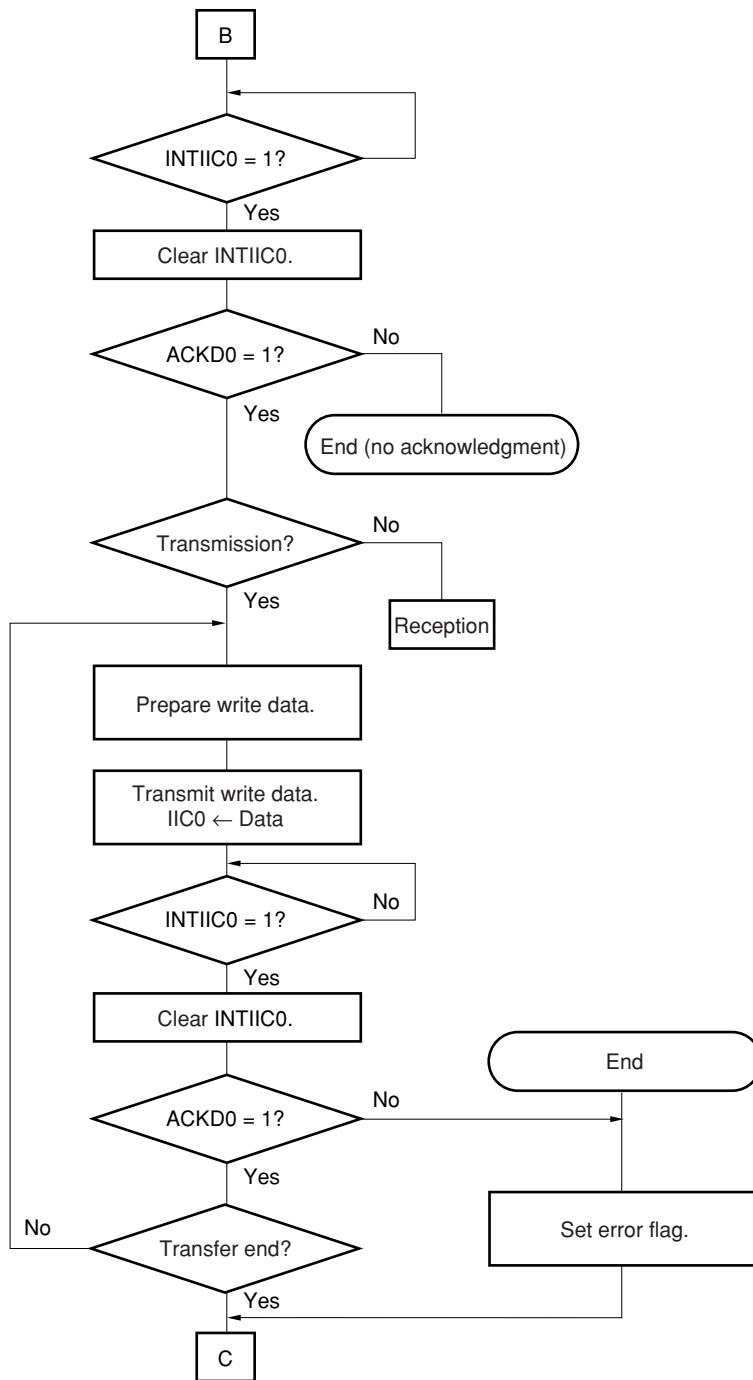 B
INTIIC0 = 1?
Yes
Clear INTIIC0.
No
ACKD0 = 1?
Yes
End (no acknowledgment)
No
Transmission?
Yes
Reception
Prepare write data.
Transmit write data.
IIC0 ← Data
INTIIC0 = 1?
No
Yes
Clear INTIIC0.
End
ACKD0 = 1?
No
Yes
No
Transfer end?
Set error flag.
Yes
C